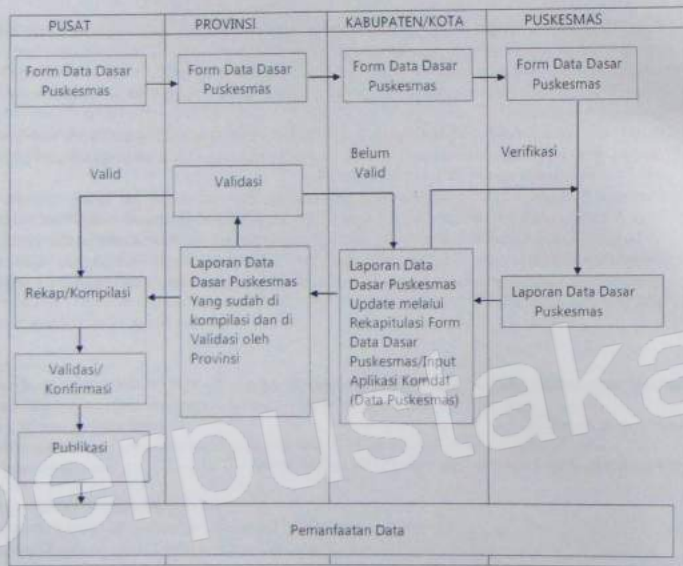 PUSAT
PROVINSI
KABUPATEN/KOTA
PUSKESMAS
Form Data Dasar
Puskesmas
Form Data Dasar
Puskesmas
Form Data Dasar
Puskesmas
Form Data Dasar
Puskesmas
Valid
Validasi
Belum
Valid
Verifikasi
Rekap/Kompilasi
Laporan Data
Dasar Puskesmas
Yang sudah di
kompilasi dan di
Validasi oleh
Provinsi
Laporan Data
Dasar Puskesmas
Update melalui
Rekapitulasi Form
Data Dasar
Puskesmas/Input
Aplikasi Komdat
(Data Puskesmas)
Laporan Data Dasar
Puskesmas
Validasi/
Konfirmasi
Publikasi
Pemanfaatan Data
perpustaka